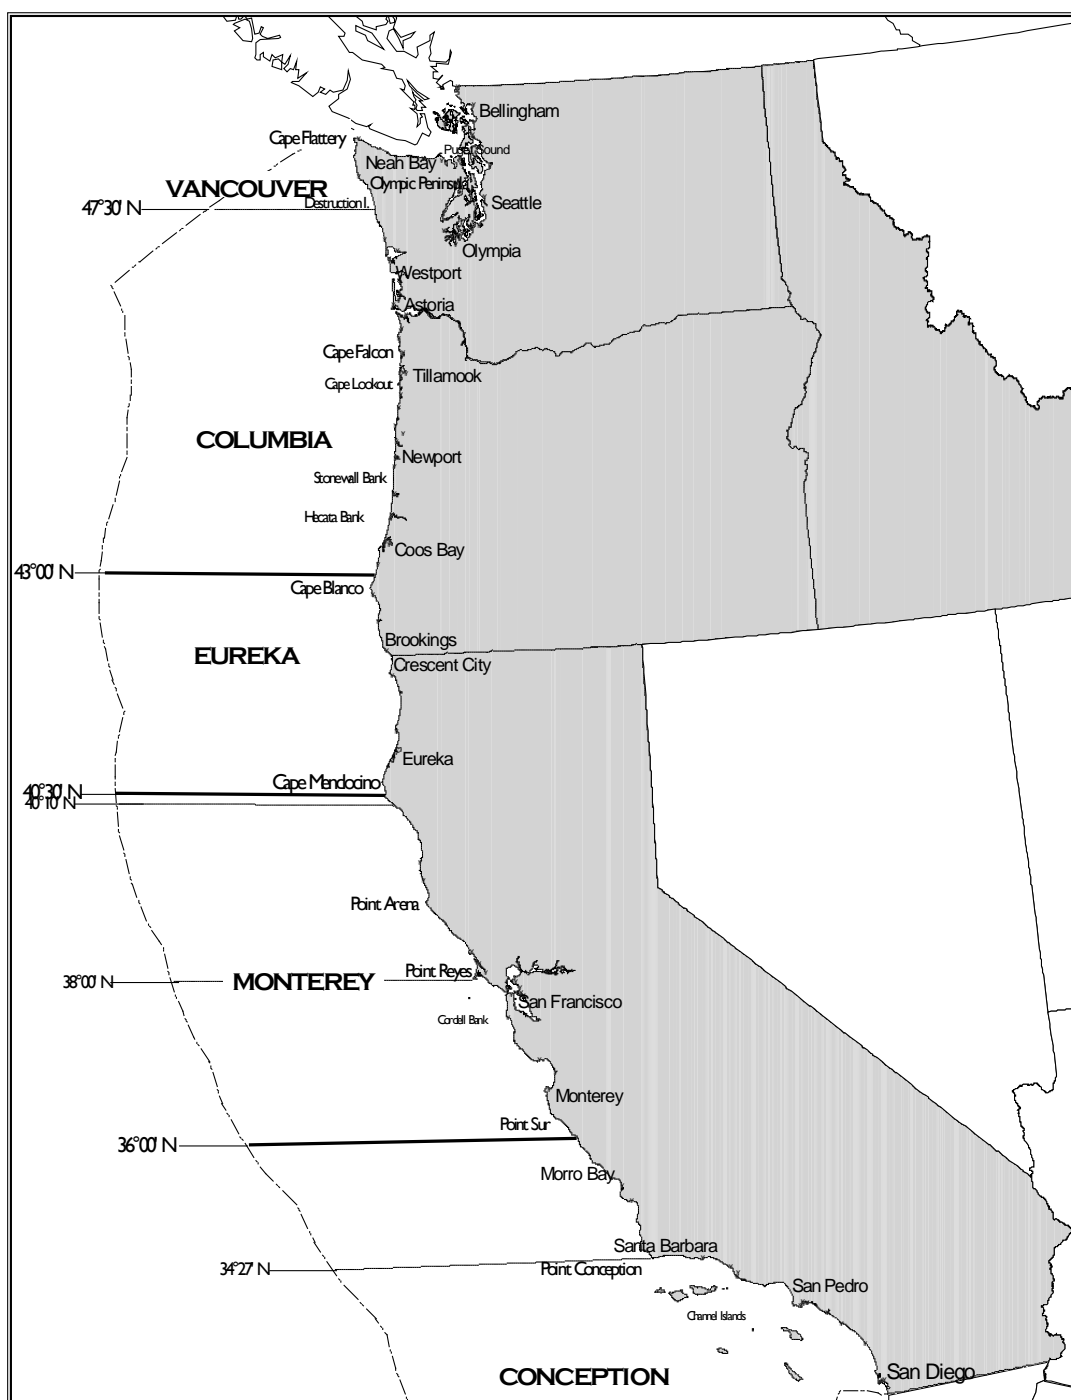 Bellingham
Cape Flattery
Puget Sound
Neah Bay
Olympic Peninsula
VANCOUVER
Destruction I.
Seattle
47°30' N
Olympia
Westport
Astoria
Cape Falcon
Tillamook
Cape Lookout
COLUMBIA
Newport
Stonewall Bank
Hecata Bank
Coos Bay
43°00' N
Cape Blanco
Brookings
EUREKA
Crescent City
Eureka
Cape Mendocino
40°30' N
40°10' N
Point Arena
Point Reyes
38°00' N
MONTEREY
San Francisco
Cordell Bank
Monterey
Point Sur
36°00' N
Morro Bay
Santa Barbara
34°27' N
Point Conception
San Pedro
Channel Islands
CONCEPTION
San Diego